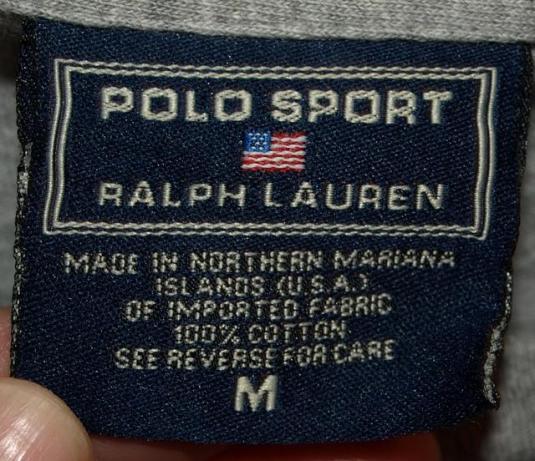 POLO SPORT
RALPH LAUREN
MADE IN NORTHERN MARIANA
ISLANDS (U.S.A.)
OF IMPORTED FABRIC
100% COTTON
SEE REVERSE FOR CARE
M